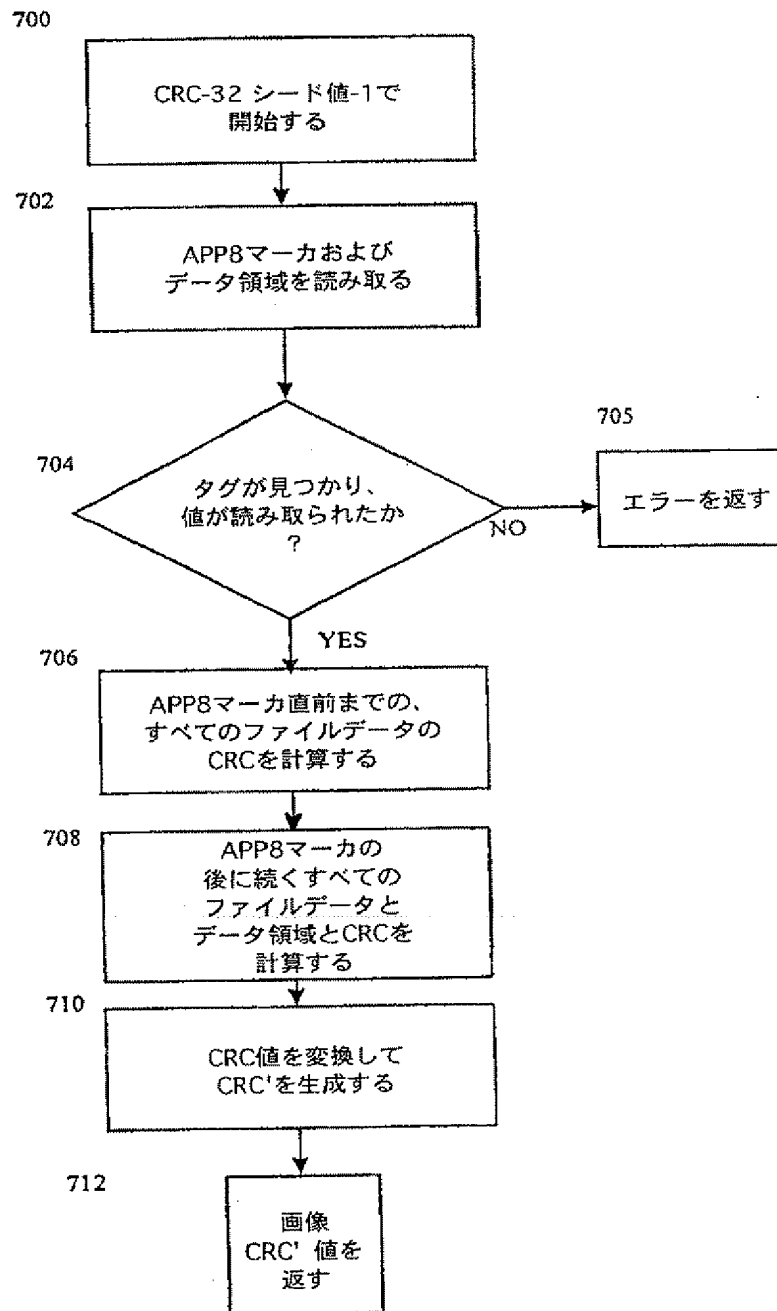 700
CRC-32 シード値-1で
開始する
702
APP8マーカおよび
データ領域を読み取る
704
タグが見つかり、
値が読み取られたか
?
NO
705
エラーを返す
YES
706
APP8マーカ直前までの、
すべてのファイルデータの
CRCを計算する
708
APP8マーカの
後に続くすべての
ファイルデータと
データ領域とCRCを
計算する
710
CRC値を変換して
CRC'を生成する
712
画像
CRC' 値を
返す